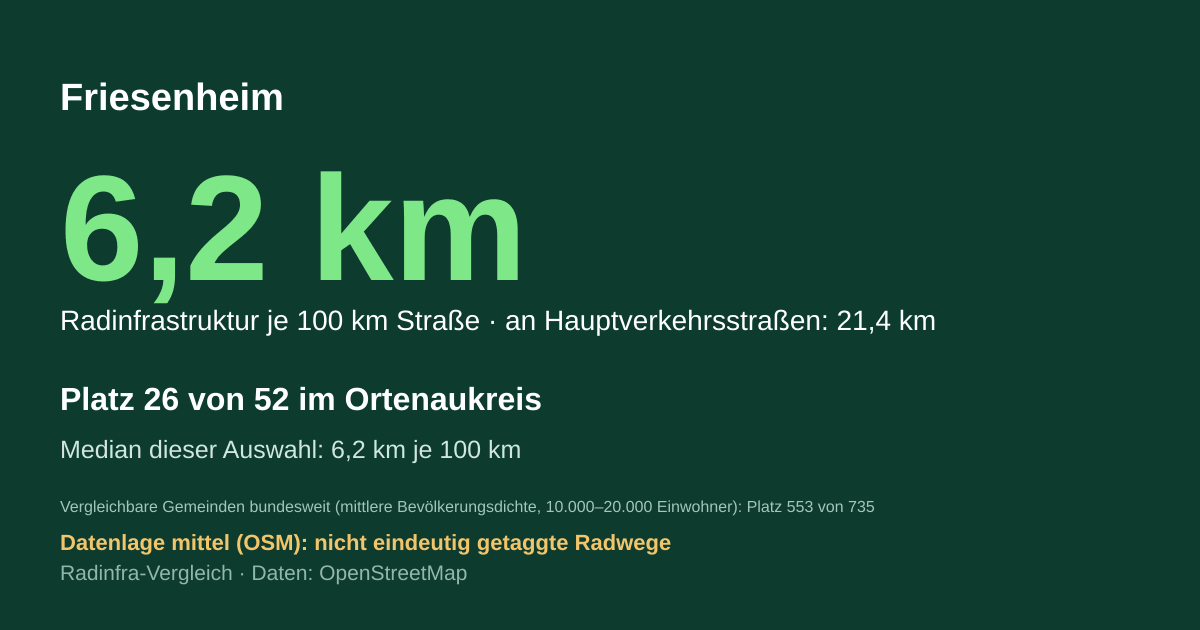 Friesenheim
6,2 km
Radinfrastruktur je 100 km Straße · an Hauptverkehrsstraßen: 21,4 km
Platz 26 von 52 im Ortenaukreis
Median dieser Auswahl: 6,2 km je 100 km
Vergleichbare Gemeinden bundesweit (mittlere Bevölkerungsdichte, 10.000–20.000 Einwohner): Platz 553 von 735
Datenlage mittel (OSM): nicht eindeutig getaggte Radwege
Radinfra-Vergleich · Daten: OpenStreetMap